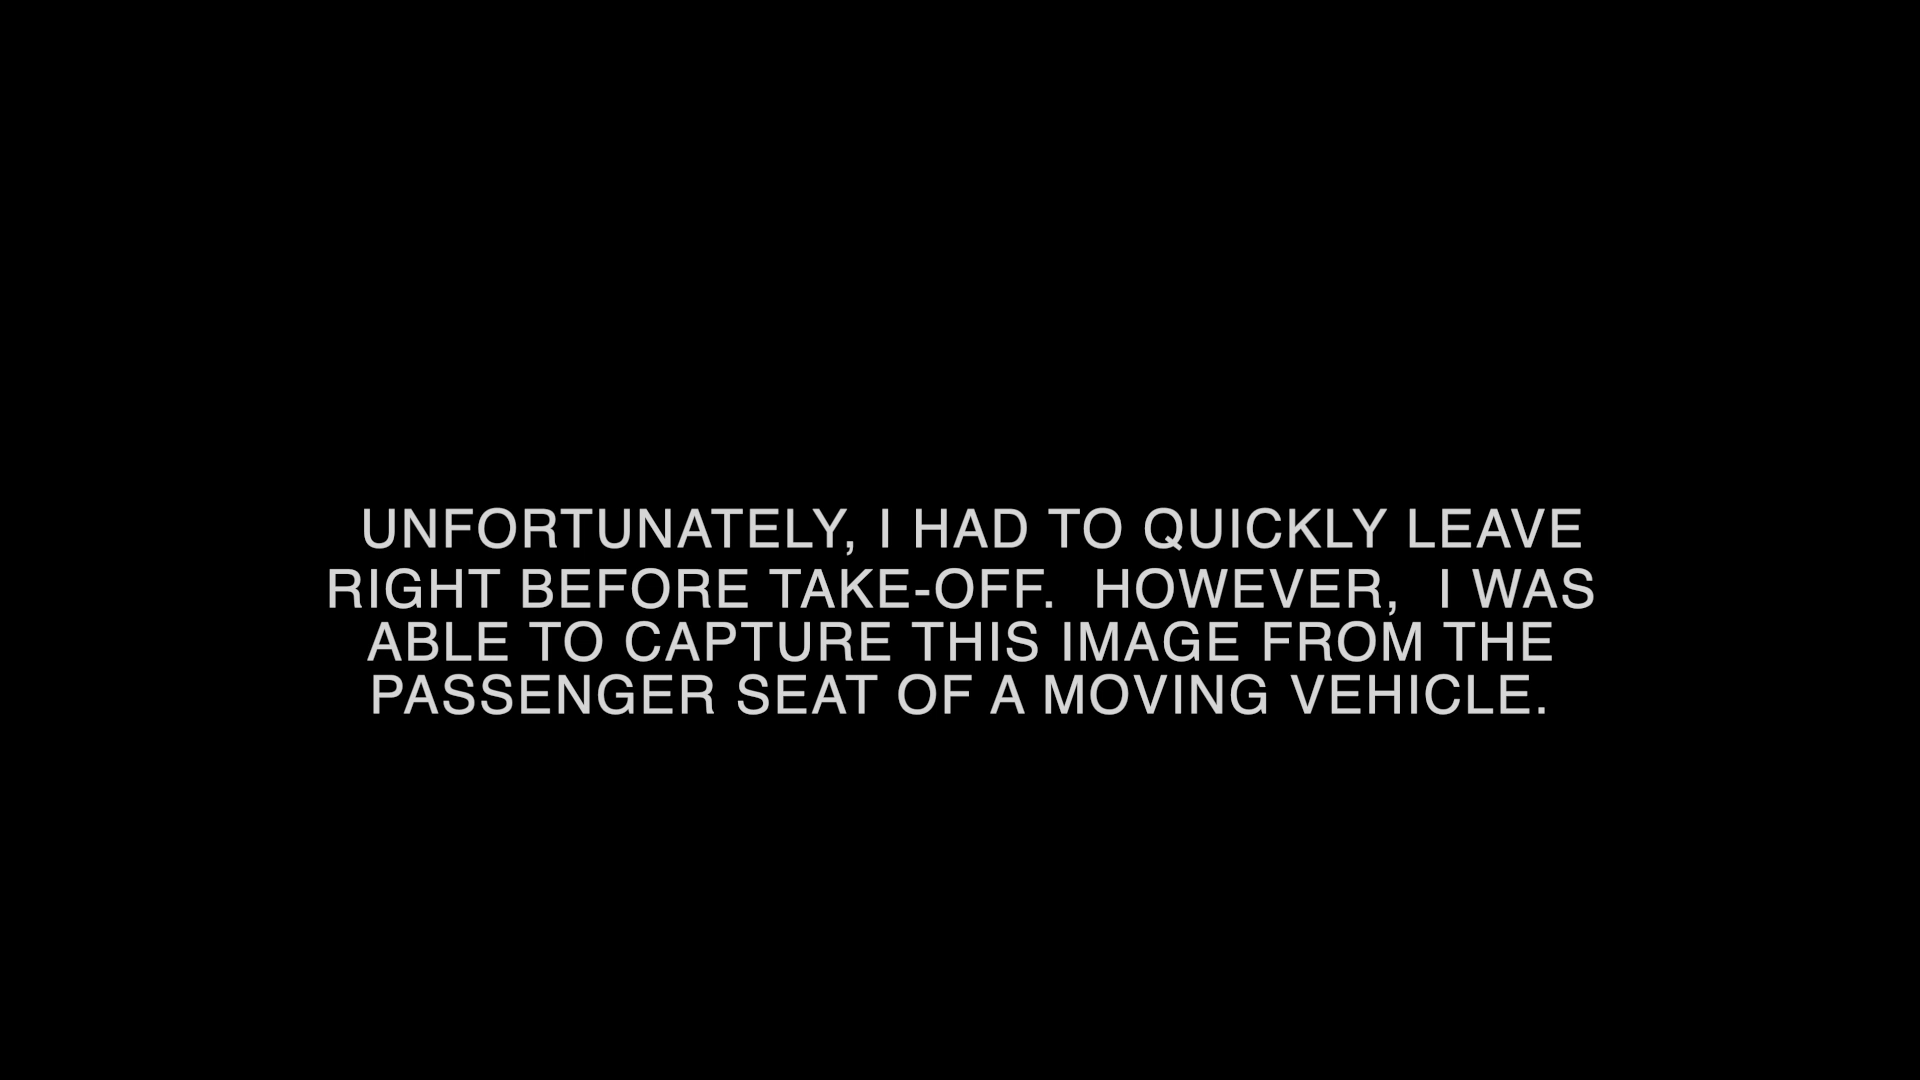 UNFORTUNATELY, I HAD TO QUICKLY LEAVE
RIGHT BEFORE TAKE-OFF.  HOWEVER,  I WAS
ABLE TO CAPTURE THIS IMAGE FROM THE
PASSENGER SEAT OF A MOVING VEHICLE.